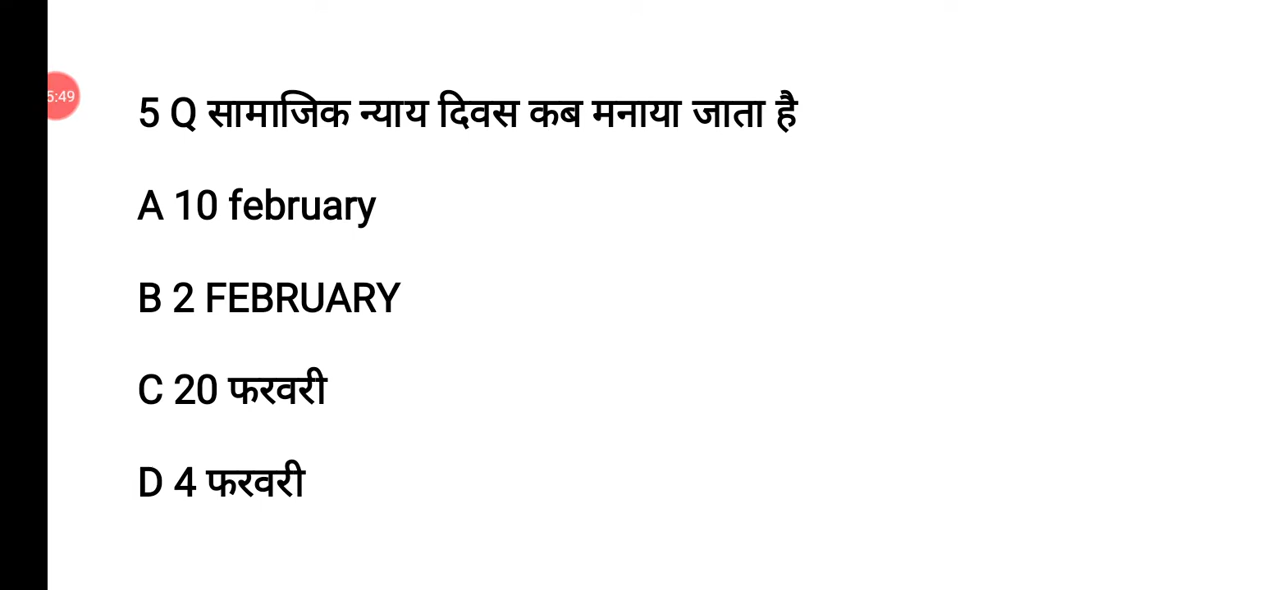 5:49
5 Q सामाजिक न्याय दिवस कब मनाया जाता है
A 10 february
B 2 FEBRUARY
C 20 फरवरी
D 4 फरवरी